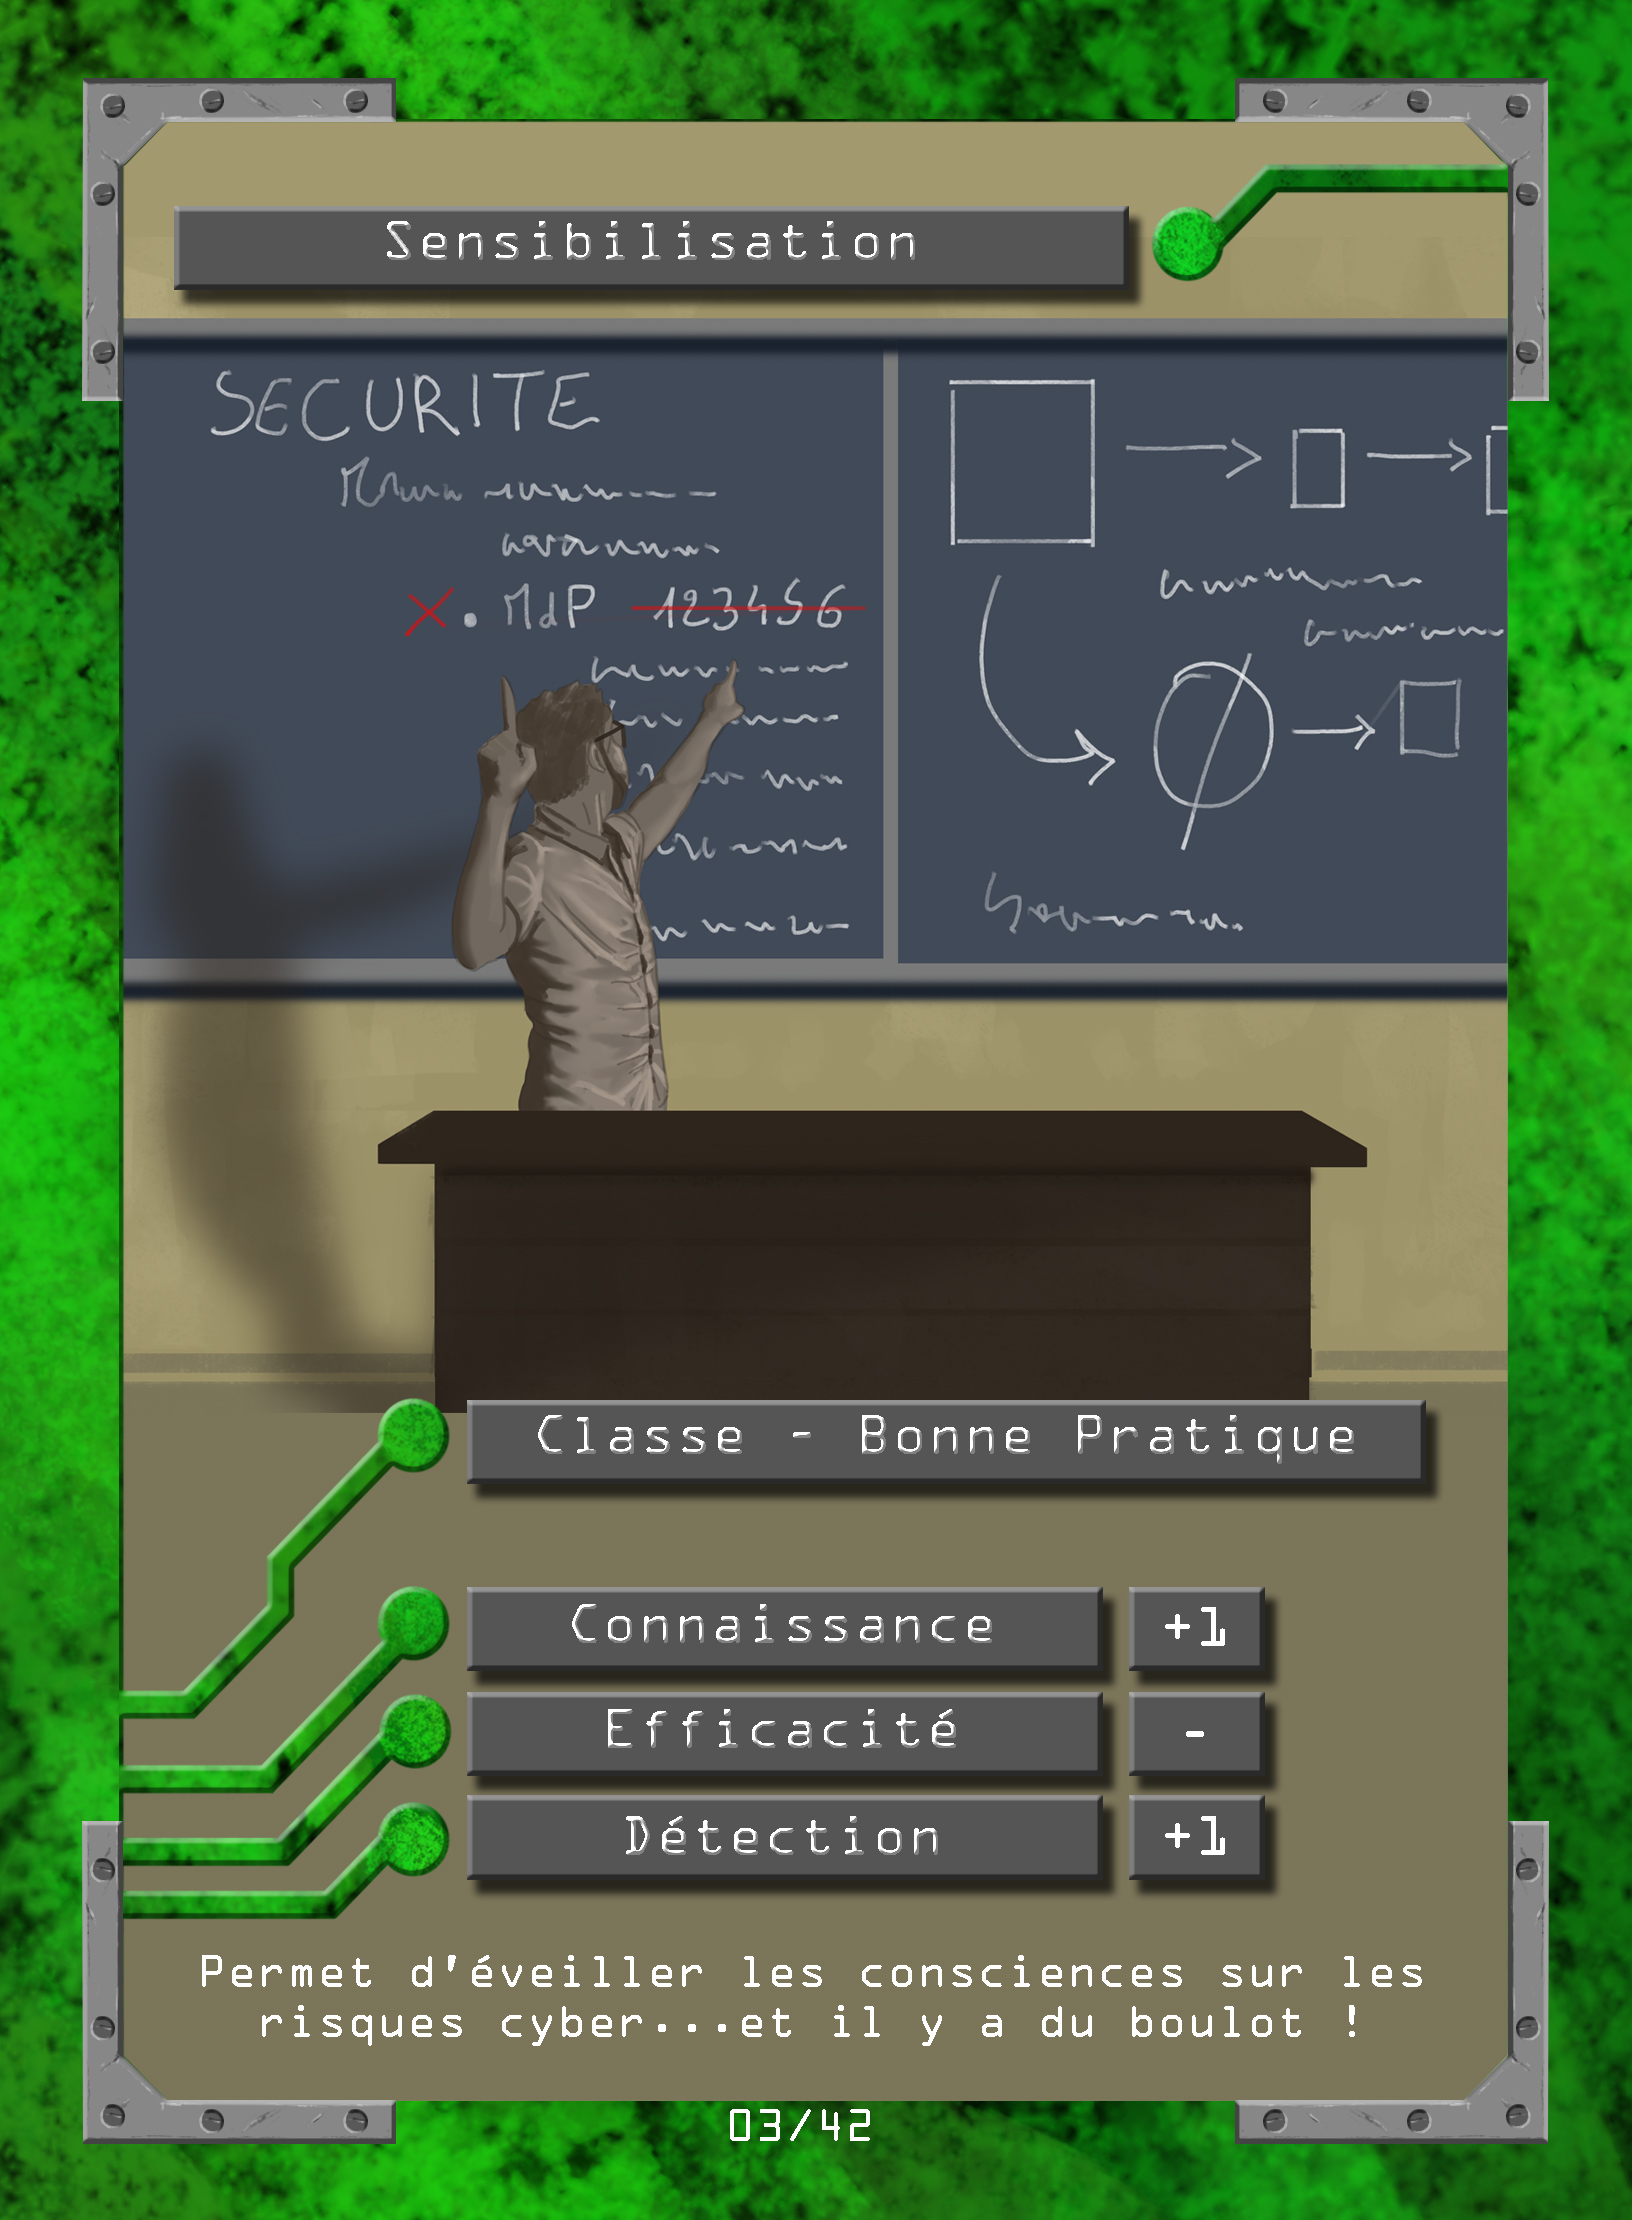 Sensibilisation
SECURITE
. MdP 123456
Classe - Bonne Pratique
Connaissance +1
Efficacité -
Détection +1
Permet d'éveiller les consciences sur les
risques cyber...et il y a du boulot !
03/42